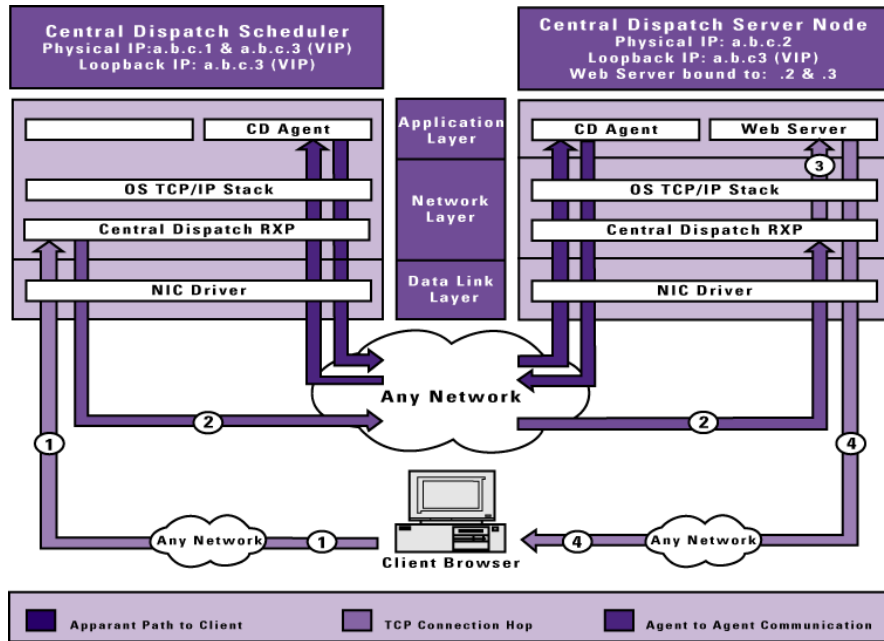 Central Dispatch Scheduler
Physical IP:a.b.c.1 & a.b.c.3 (VIP)
Loopback IP: a.b.c.3 (VIP)
Central Dispatch Server Node
Physical IP: a.b.c.2
Loopback IP: a.b.c3 (VIP)
Web Server bound to: .2 & .3
CD Agent
OS TCP/IP Stack
Central Dispatch RXP
NIC Driver
Application
Layer
Network
Layer
Data Link
Layer
CD Agent
Web Server
3
OS TCP/IP Stack
Central Dispatch RXP
NIC Driver
Any Network
2
2
1
4
Any Network
1
Client Browser
4
Any Network
Apparant Path to Client
TCP Connection Hop
Agent to Agent Communication